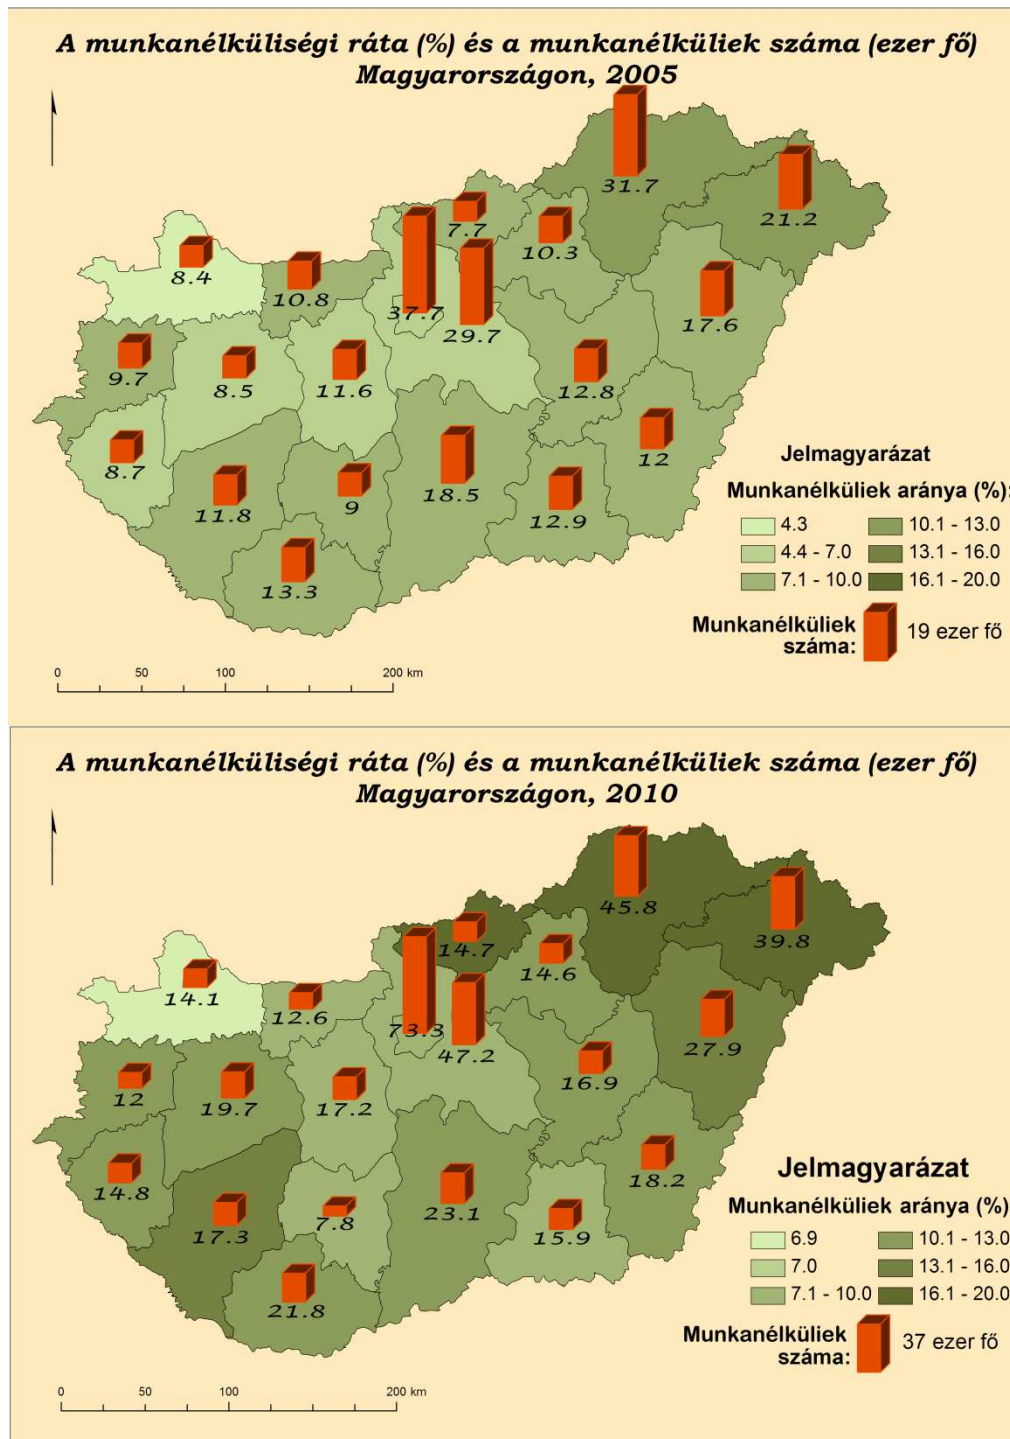 A munkanélküliségi ráta (%) és a munkanélküliek száma (ezer fő)
Magyarországon, 2005
31.7
21.2
7.7
10.3
8.4
10.8
37.7
29.7
17.6
9.7
8.5
11.6
12.8
8.7
11.8
9
18.5
12.9
12
13.3
Jelmagyarázat
Munkanélküliek aránya (%):
4.3
10.1 - 13.0
4.4 - 7.0
13.1 - 16.0
7.1 - 10.0
16.1 - 20.0
Munkanélküliek
száma:
19 ezer fő
0 50 100 200 km
A munkanélküliségi ráta (%) és a munkanélküliek száma (ezer fő)
Magyarországon, 2010
45.8
39.8
14.7
14.6
14.1
12.6
73.3
47.2
27.9
12
19.7
17.2
16.9
14.8
17.3
7.8
23.1
15.9
18.2
21.8
Jelmagyarázat
Munkanélküliek aránya (%)
6.9
10.1 - 13.0
7.0
13.1 - 16.0
7.1 - 10.0
16.1 - 20.0
Munkanélküliek
száma:
37 ezer fő
0 50 100 200 km